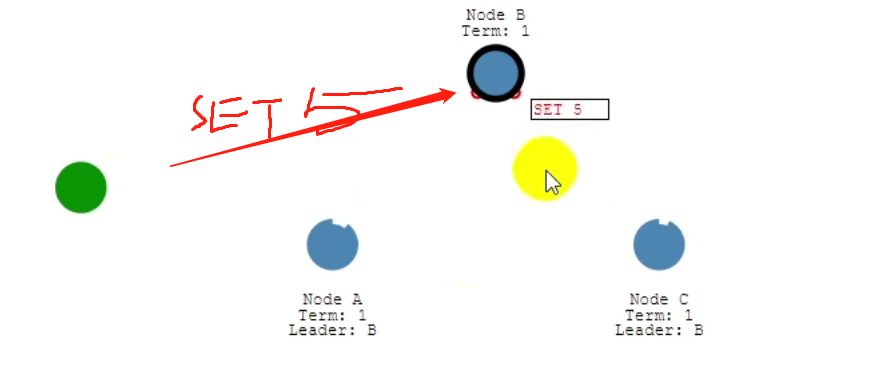 Node B
Term: 1
SET 5
SET 5
Node A
Term: 1
Leader: B
Node C
Term: 1
Leader: B